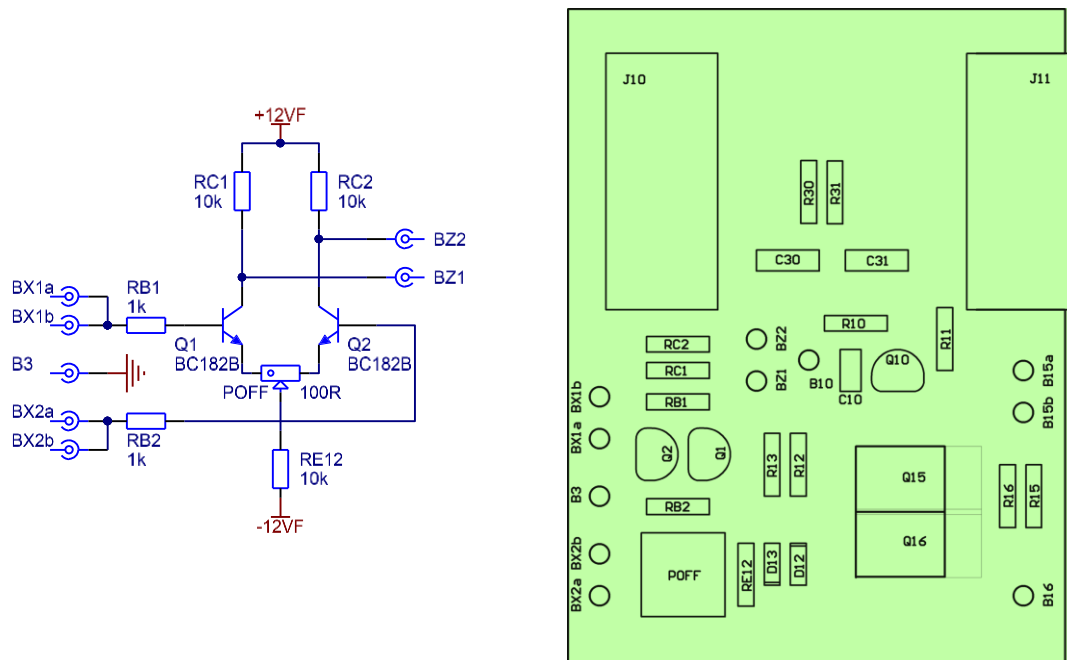 +12VF
RC1
10k
RC2
10k
BZ2
BZ1
BX1a
BX1b
RB1
1k
Q1
BC182B
Q2
BC182B
B3
POFF
100R
BX2a
BX2b
RB2
1k
RE12
10k
-12VF
J10
J11
R30
R31
C30
C31
R10
R11
RC2
RC1
RB1
BZ2
BZ1
B10
C10
Q10
B15a
B15b
BX1b
BX1a
Q2
Q1
R13
R12
Q15
B3
RB2
R16
R15
Q16
BX2b
BX2a
POFF
RE12
D13
D12
B16